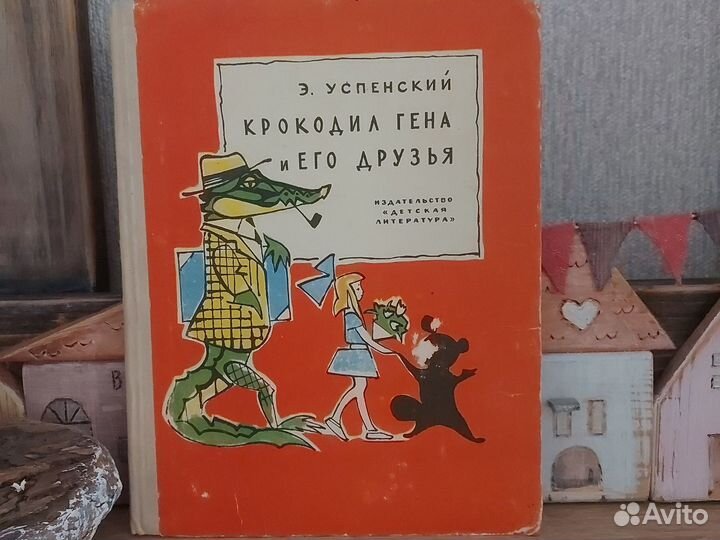 Э. УСПЕНСКИЙ
КРОКОДИЛ ГЕНА
И ЕГО ДРУЗЬЯ
ИЗДАТЕЛЬСТВО
«ДЕТСКАЯ
ЛИТЕРАТУРА»
Avito